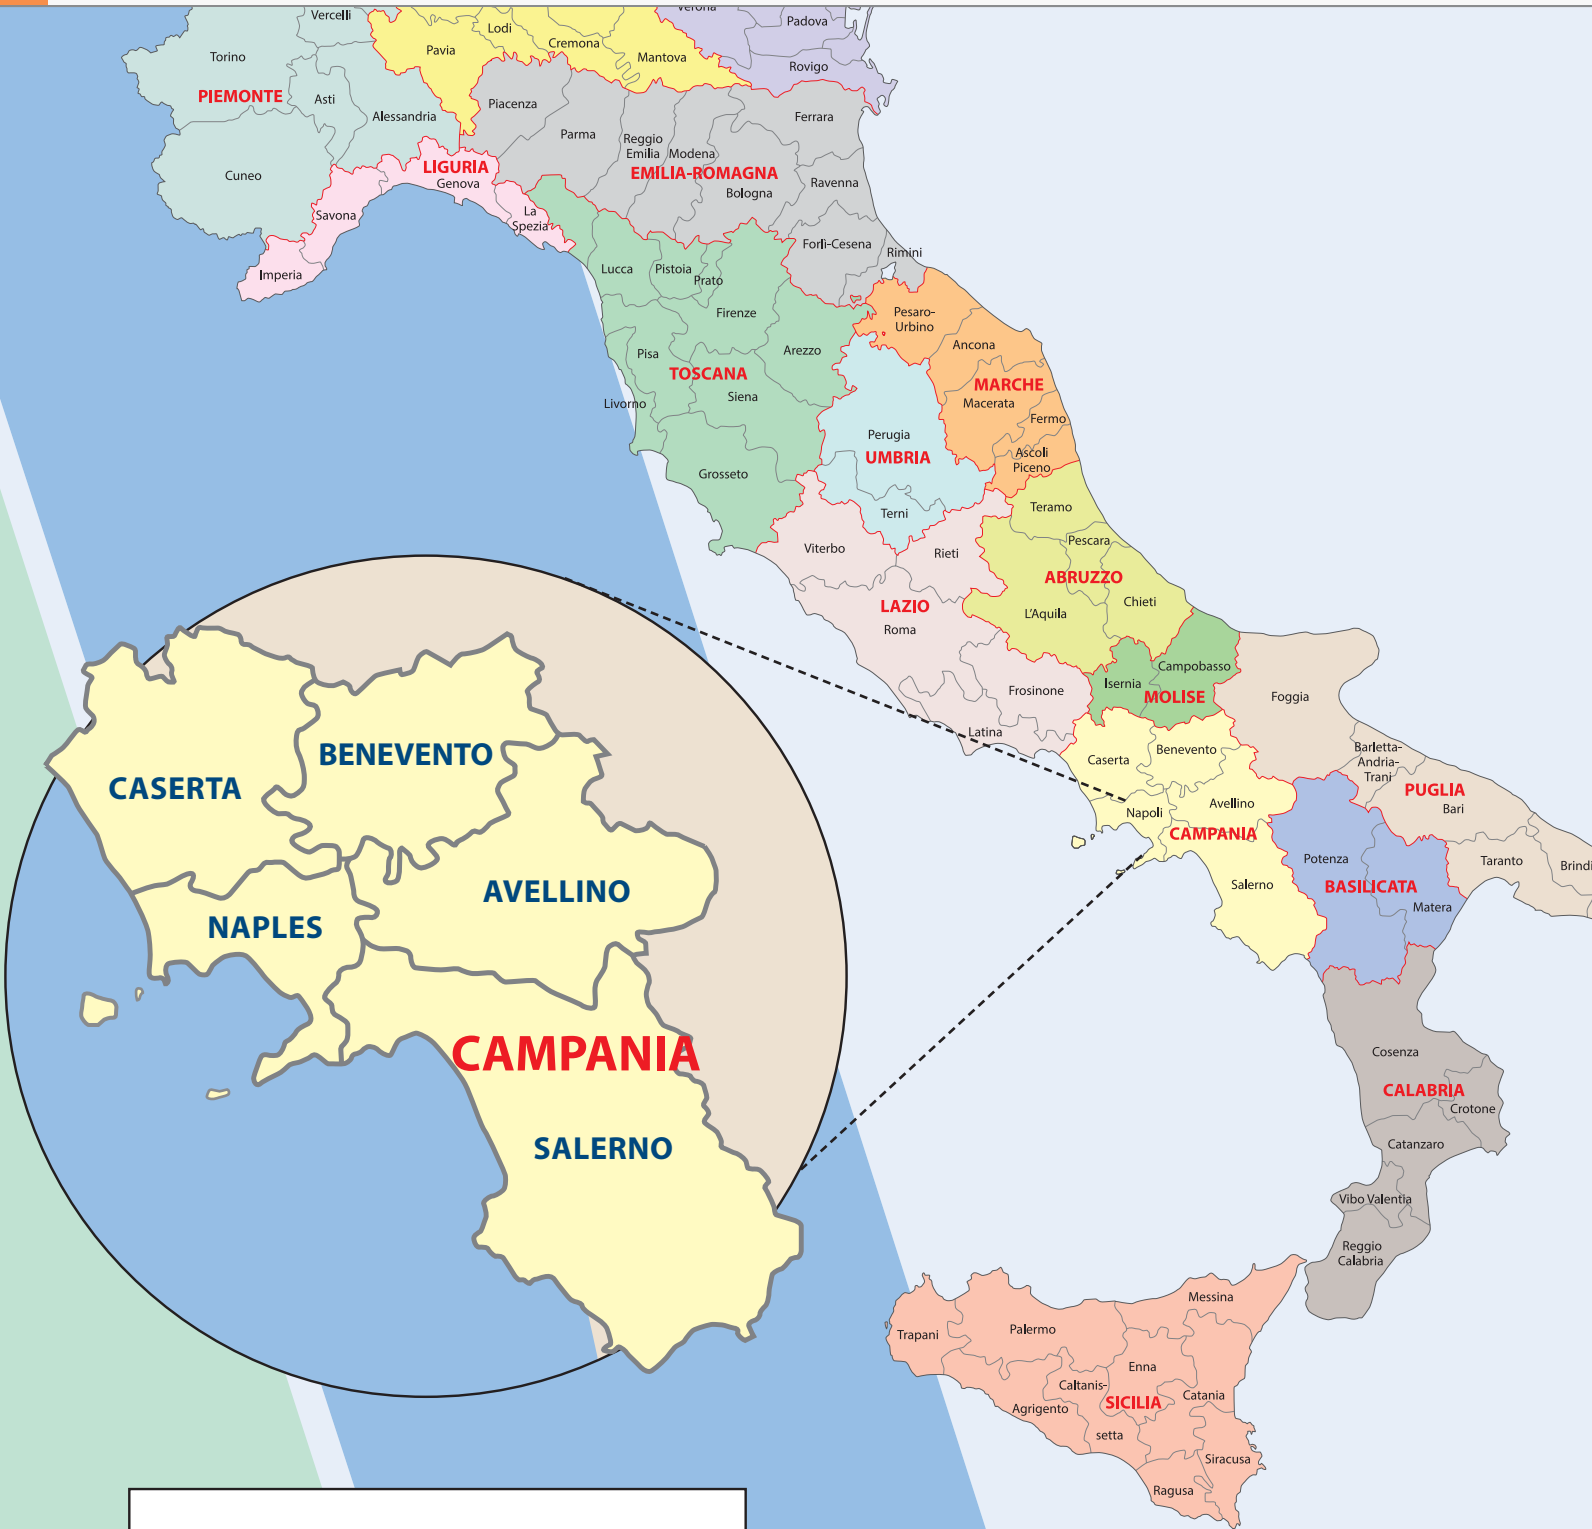 Vercelli
Lodi
Padova
Torino
Pavia
Cremona
Mantova
Rovigo
PIEMONTE
Asti
Alessandria
Piacenza
Parma
Reggio
Emilia
Modena
Ferrara
Cuneo
LIGURIA
Genova
EMILIA-ROMAGNA
Bologna
Ravenna
Savona
La
Spezia
Forlì-Cesena
Rimini
Imperia
Lucca
Pistoia
Prato
Firenze
Pesaro-
Urbino
Ancona
Pisa
Arezzo
TOSCANA
Siena
MARCHE
Macerata
Livorno
Fermo
Perugia
UMBRIA
Ascoli
Piceno
Grosseto
Terni
Teramo
Viterbo
Rieti
Pescara
ABRUZZO
LAZIO
Roma
L'Aquila
Chieti
Frosinone
Isernia
Campobasso
MOLISE
Foggia
Latina
Caserta
Benevento
Barletta-
Andria-
Trani
PUGLIA
Bari
Napoli
Avellino
CAMPANIA
Potenza
BASILICATA
Matera
Taranto
Brindi
Salerno
BENEVENTO
CASERTA
AVELLINO
NAPLES
CAMPANIA
SALERNO
Cosenza
CALABRIA
Crotone
Catanzaro
Vibo Valentia
Reggio
Calabria
Messina
Trapani
Palermo
Enna
Caltanis-
setta
SICILIA
Catania
Agrigento
Siracusa
Ragusa